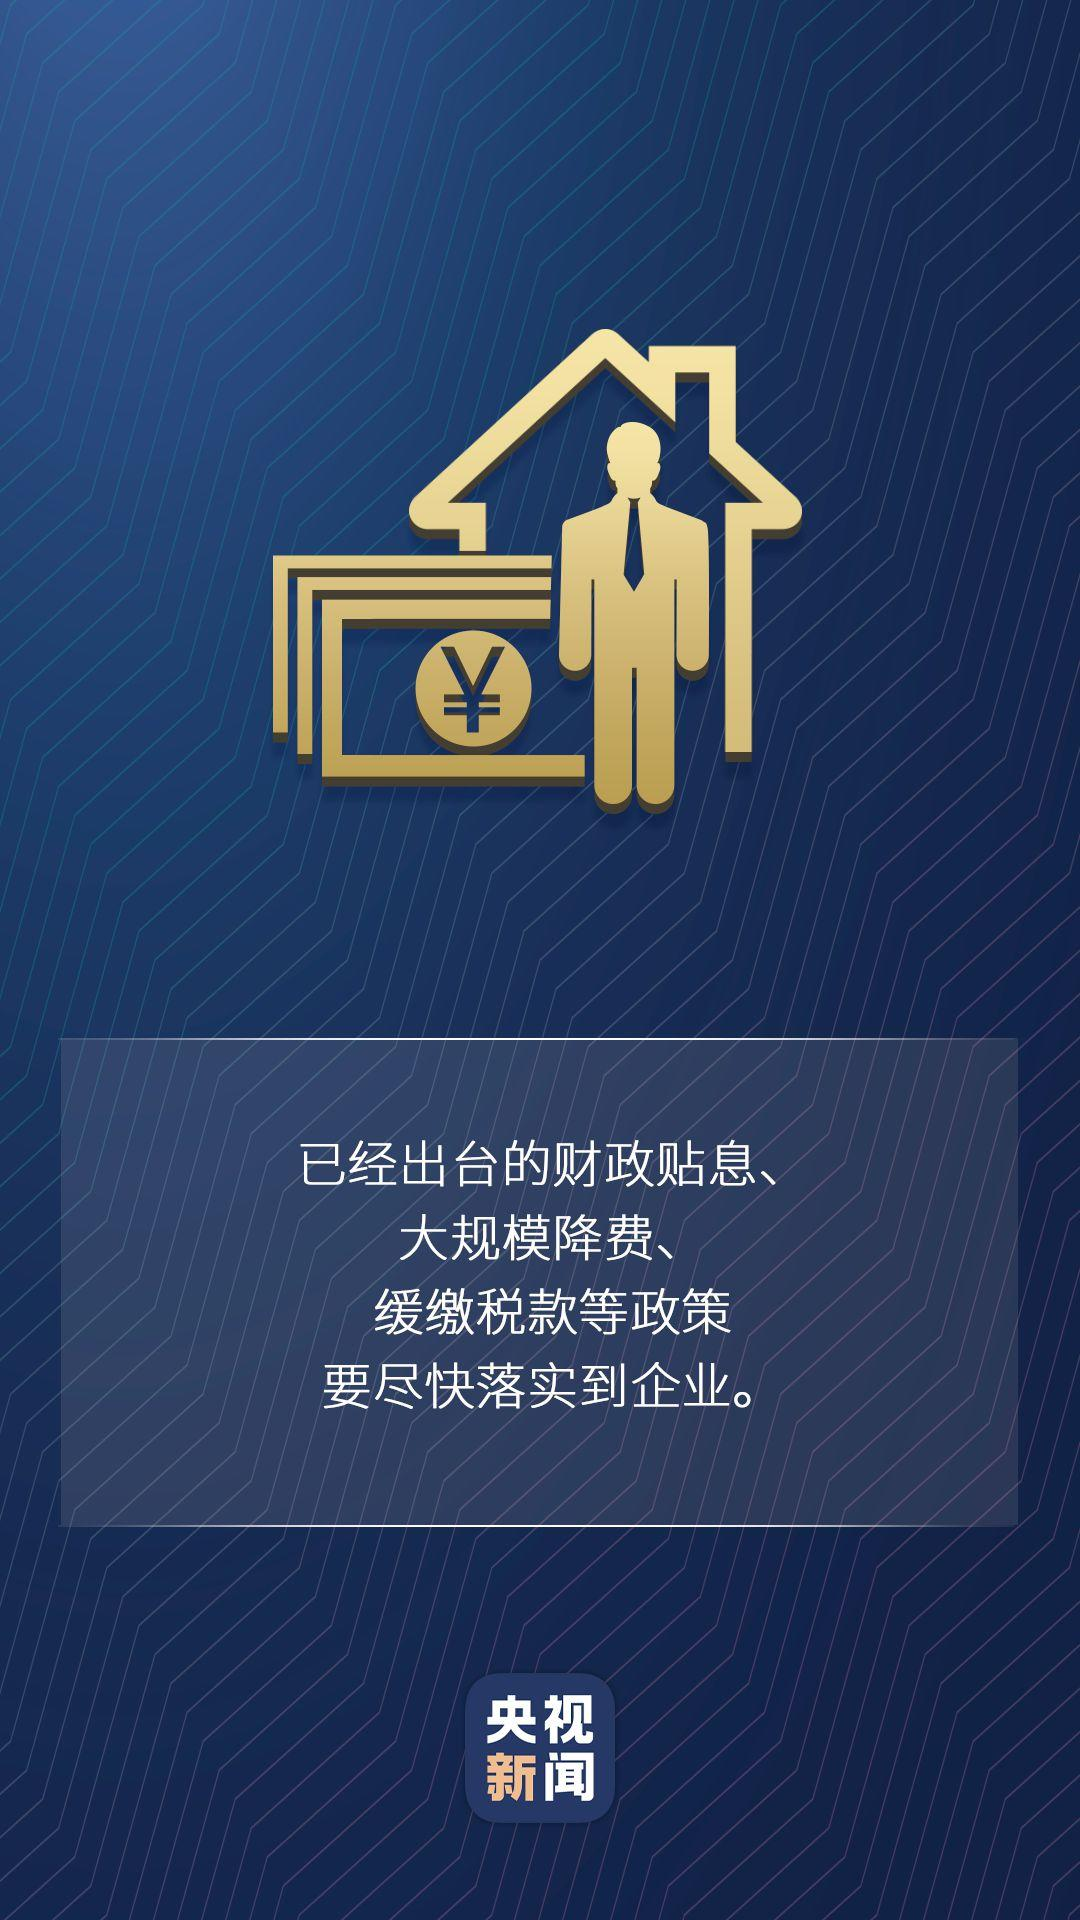 ¥
已经出台的财政贴息、
大规模降费、
缓缴税款等政策
要尽快落实到企业。
央视
新闻